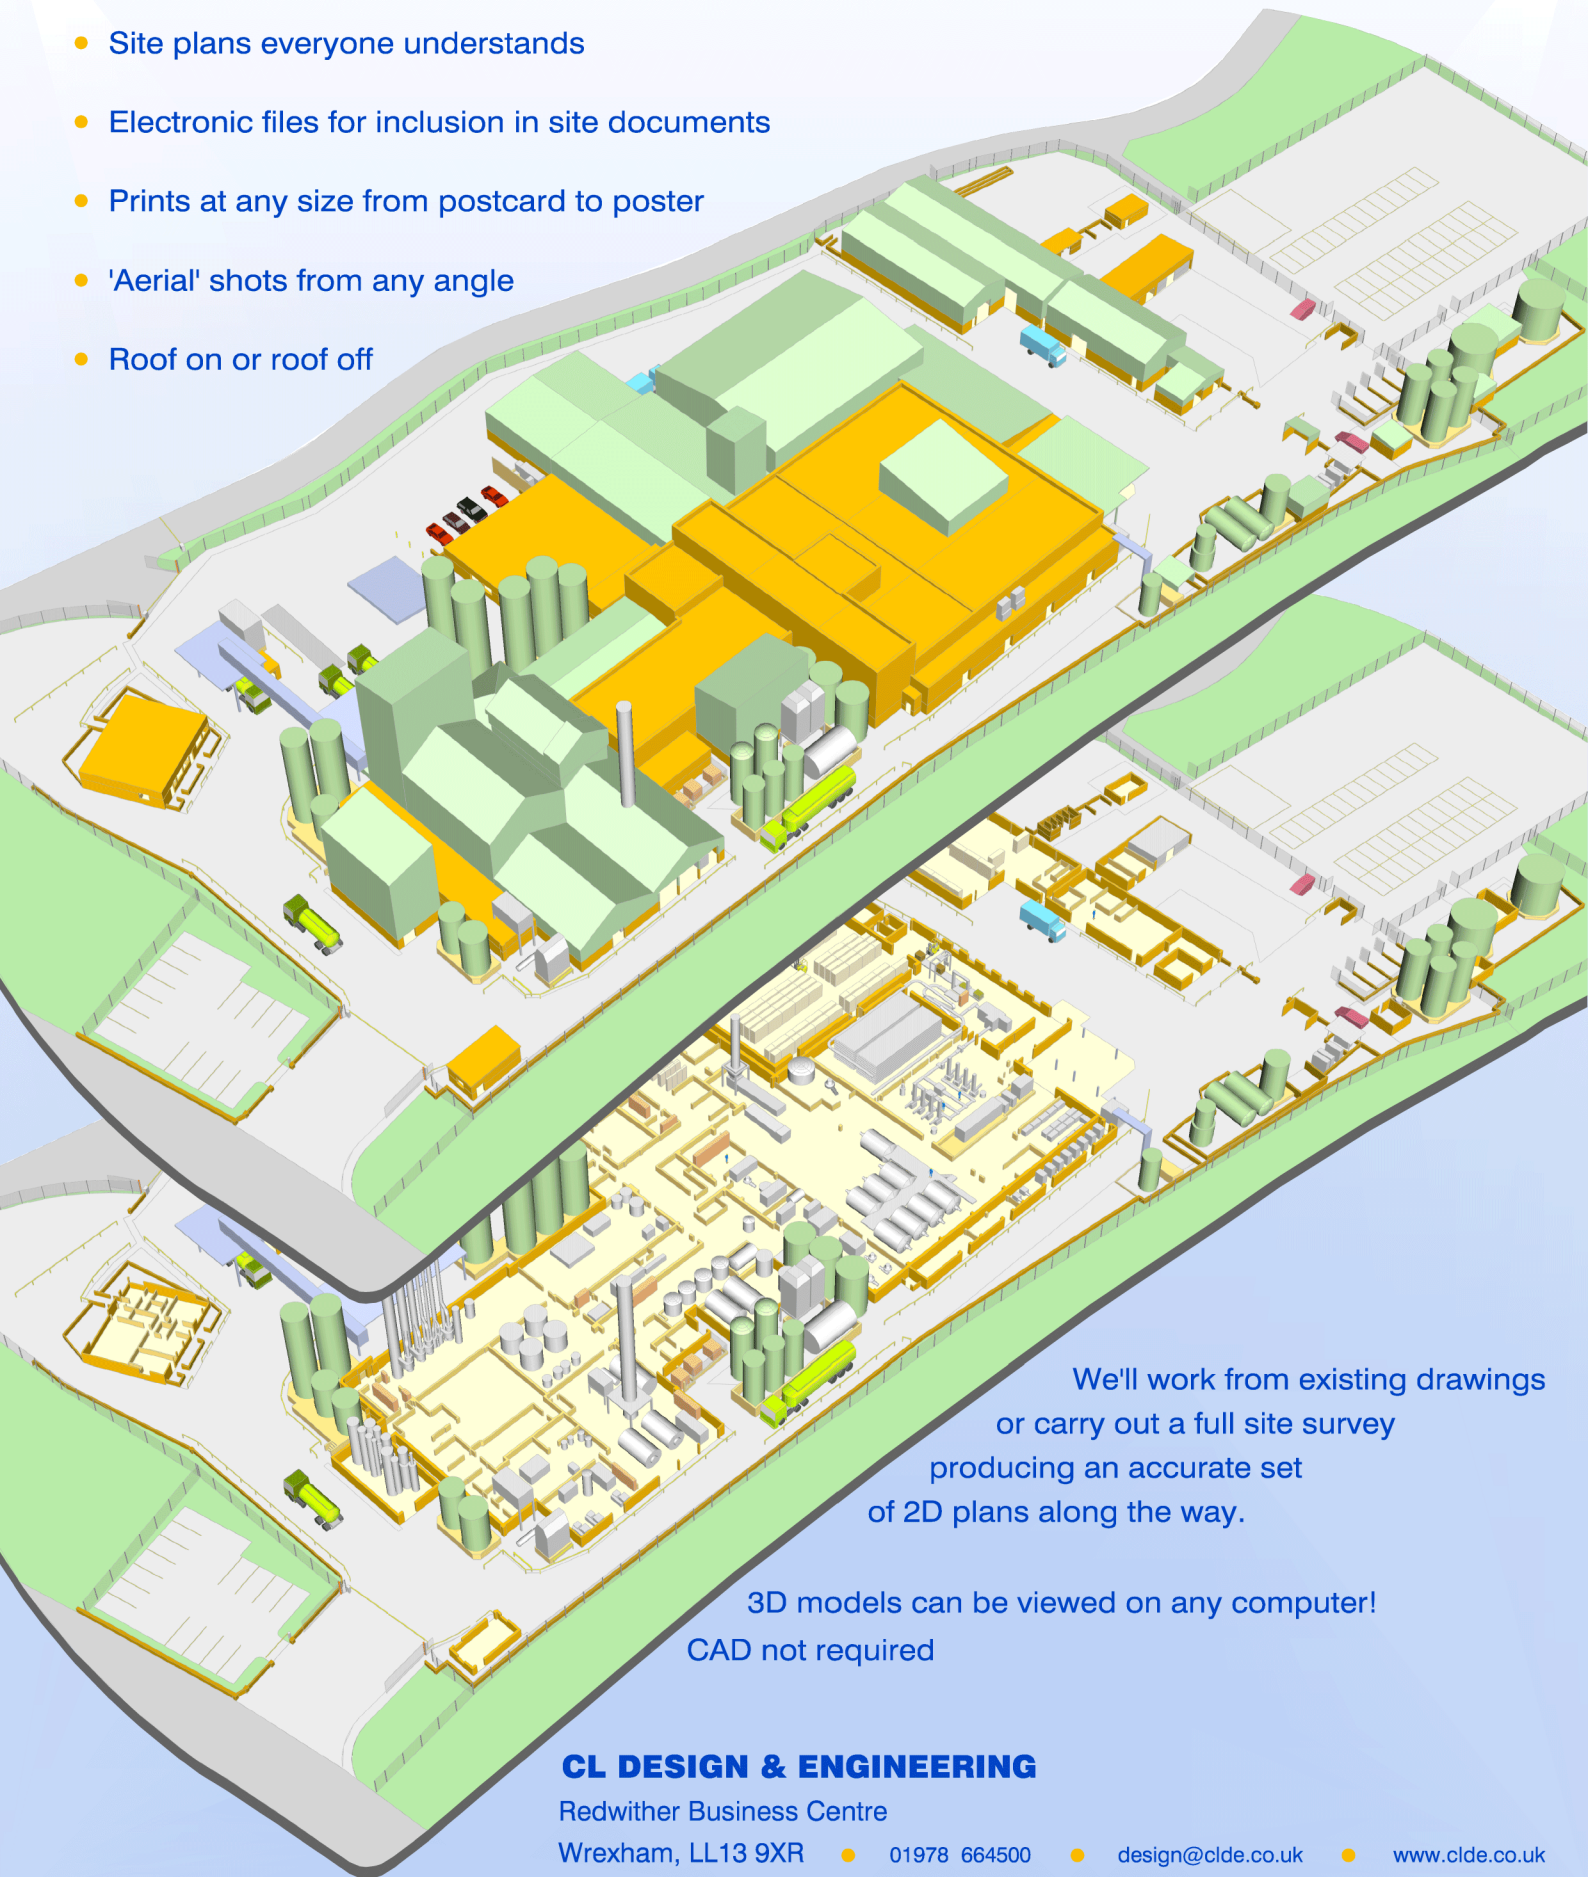 Site plans everyone understands
Electronic files for inclusion in site documents
Prints at any size from postcard to poster
'Aerial' shots from any angle
Roof on or roof off
We'll work from existing drawings
or carry out a full site survey
producing an accurate set
of 2D plans along the way.
3D models can be viewed on any computer!
CAD not required
CL DESIGN & ENGINEERING
Redwither Business Centre
Wrexham, LL13 9XR • 01978 664500 • design@clde.co.uk • www.clde.co.uk